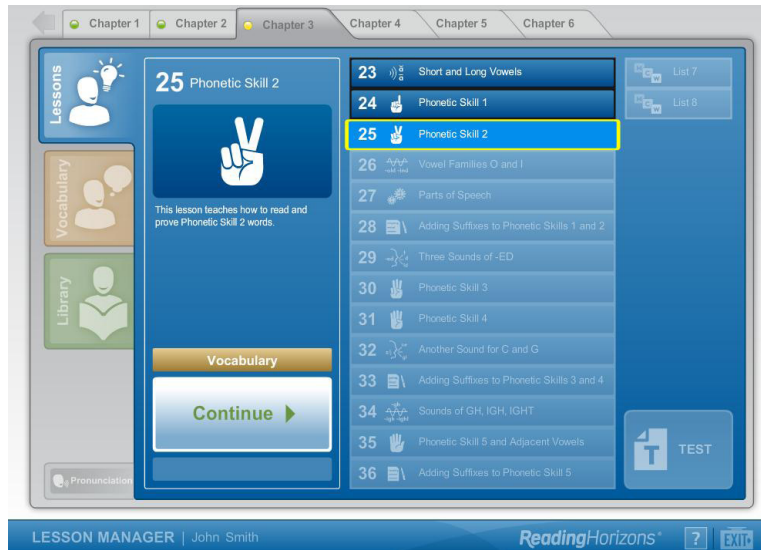 Chapter 1
Chapter 2
Chapter 3
Chapter 4
Chapter 5
Chapter 6
Lessons
Vocabulary
Library
Pronunciation
25 Phonetic Skill 2
This lesson teaches how to read and
prove Phonetic Skill 2 words.
Vocabulary
Continue
23 Short and Long Vowels
24 Phonetic Skill 1
25 Phonetic Skill 2
26 Vowel Families O and I
27 Parts of Speech
28 Adding Suffixes to Phonetic Skills 1 and 2
29 Three Sounds of -ED
30 Phonetic Skill 3
31 Phonetic Skill 4
32 Another Sound for C and G
33 Adding Suffixes to Phonetic Skills 3 and 4
34 Sounds of GH, IGH, IGHT
35 Phonetic Skill 5 and Adjacent Vowels
36 Adding Suffixes to Phonetic Skill 5
List 7
List 8
T TEST
LESSON MANAGER | John Smith
ReadingHorizons
?
EXIT